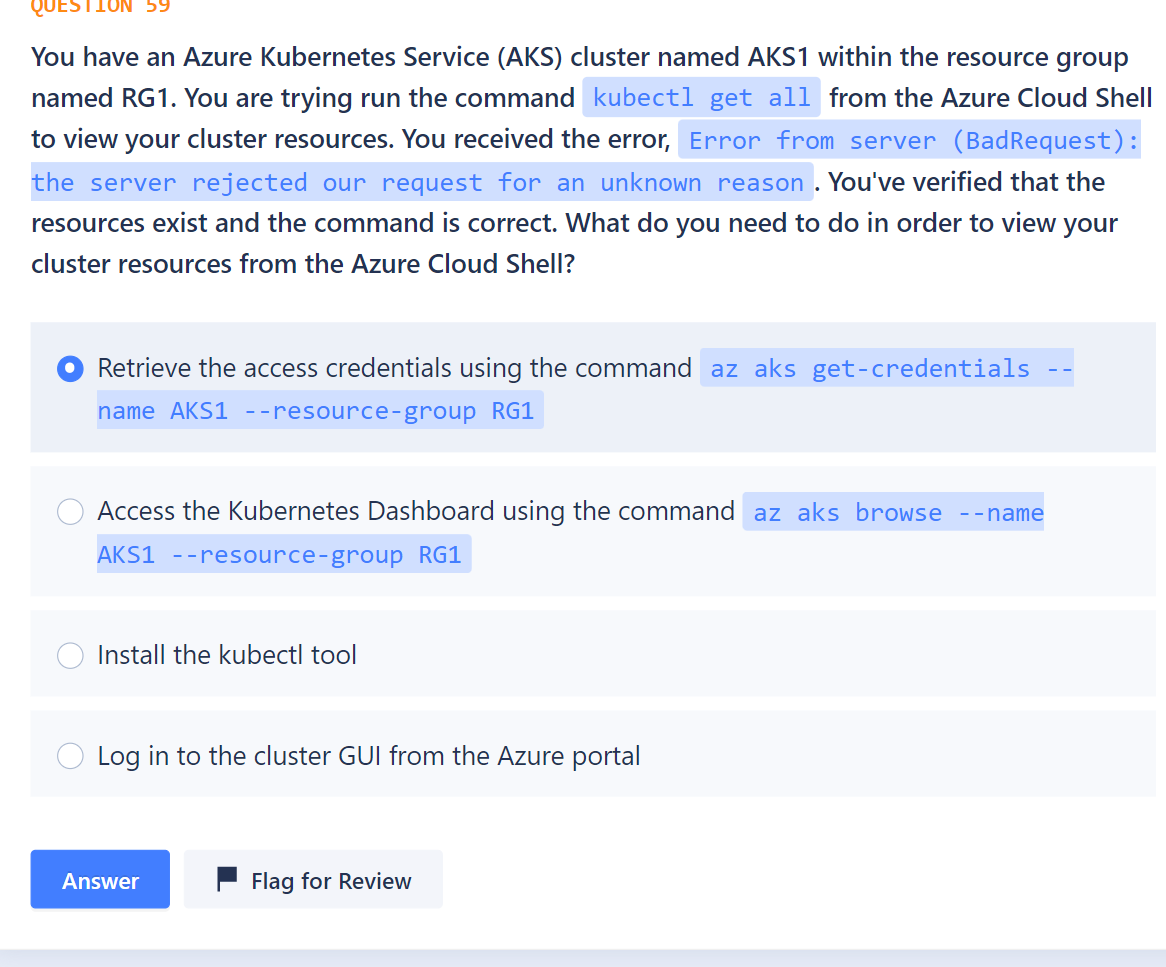 QUESTION 59
You have an Azure Kubernetes Service (AKS) cluster named AKS1 within the resource group
named RG1. You are trying run the command kubectl get all from the Azure Cloud Shell
to view your cluster resources. You received the error, Error from server (BadRequest):
the server rejected our request for an unknown reason. You've verified that the
resources exist and the command is correct. What do you need to do in order to view your
cluster resources from the Azure Cloud Shell?
Retrieve the access credentials using the command az aks get-credentials --
name AKS1 --resource-group RG1
Access the Kubernetes Dashboard using the command az aks browse --name
AKS1 --resource-group RG1
Install the kubectl tool
Log in to the cluster GUI from the Azure portal
Answer
Flag for Review